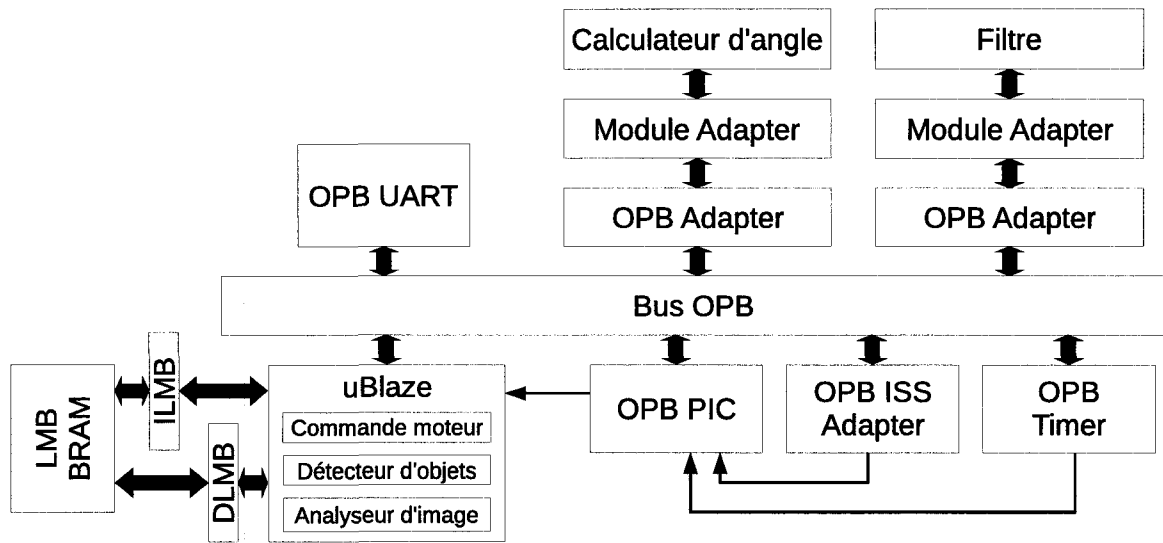 Calculateur d'angle
Filtre
Module Adapter
Module Adapter
OPB UART
OPB Adapter
OPB Adapter
Bus OPB
LMB
BRAM
ILMB
DLMB
uBlaze
Commande moteur
Détecteur d'objets
Analyseur d'image
OPB PIC
OPB ISS
Adapter
OPB
Timer